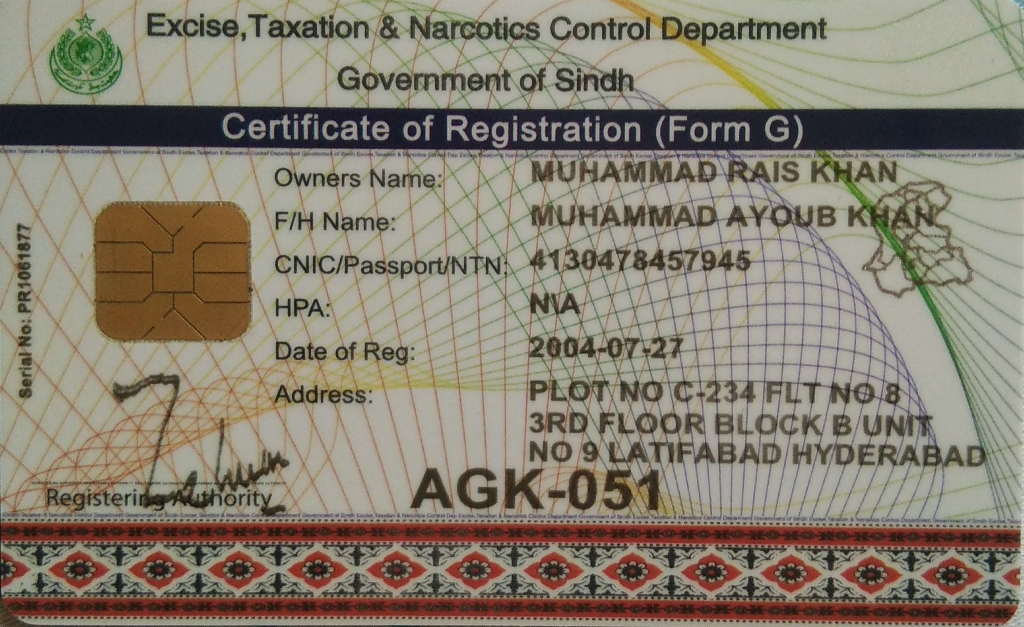 Excise,Taxation & Narcotics Control Department
Government of Sindh
Certificate of Registration (Form G)
Owners Name: MUHAMMAD RAIS KHAN
F/H Name: MUHAMMAD AYOUB KHAN
CNIC/Passport/NTN: 4130478457945
HPA: N\A
Date of Reg: 2004-07-27
Address: PLOT NO C-234 FLT NO 8
3RD FLOOR BLOCK B UNIT
NO 9 LATIFABAD HYDERABAD
AGK-051
Registering Authority
Serial No: PR1061877